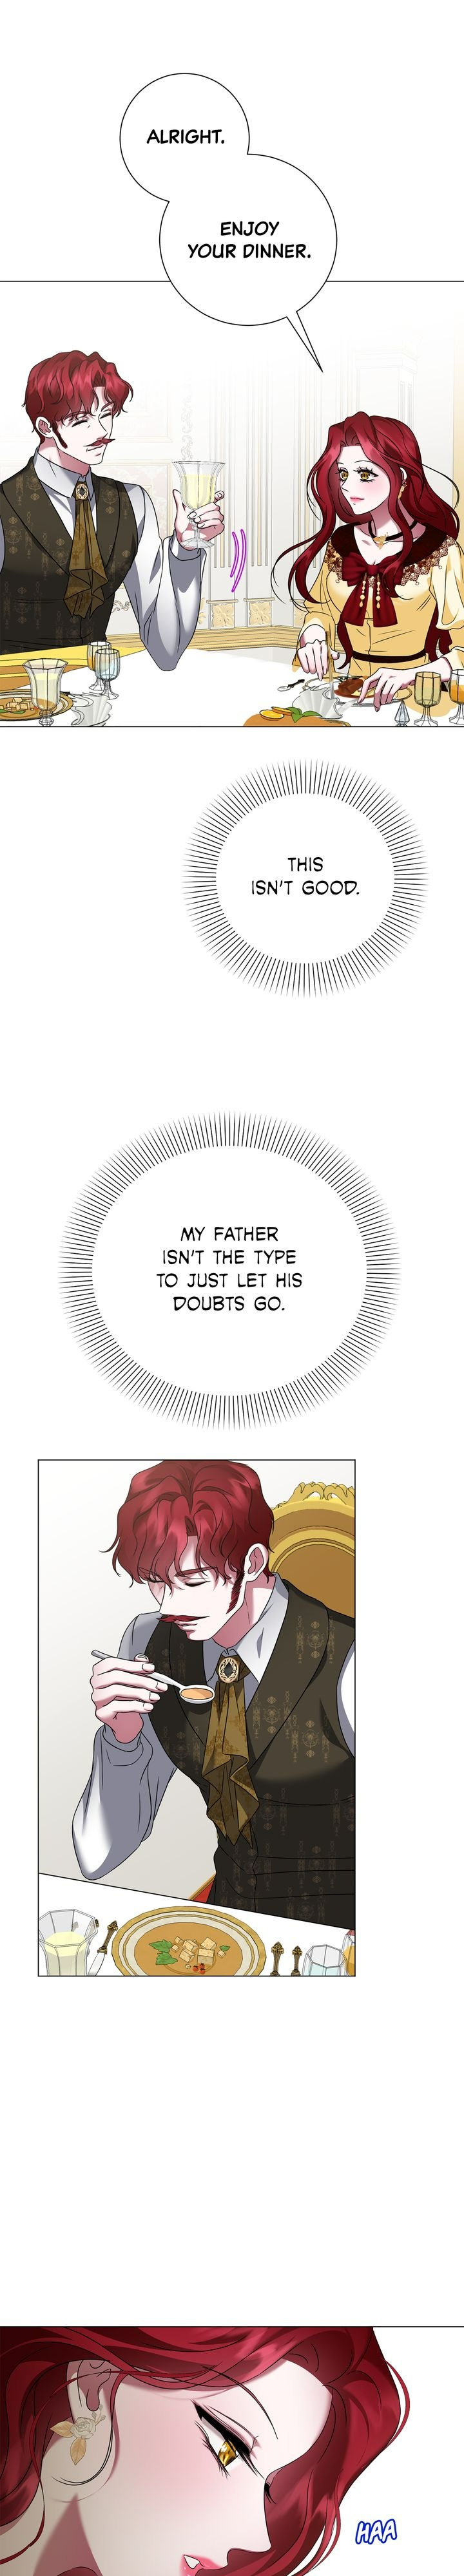 ALRIGHT.
ENJOY
YOUR DINNER.
THIS
ISN'T GOOD.
MY FATHER
ISN'T THE TYPE
TO JUST LET HIS
DOUBTS GO.
HAA